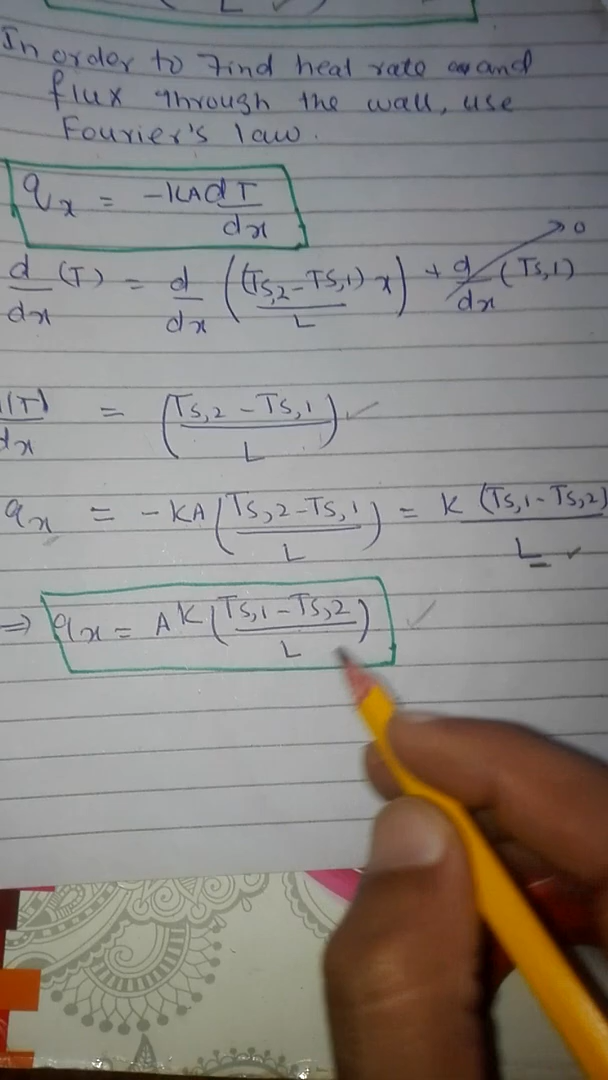 L
In order to Find heat rate and
flux through the wall, use
Fourier's law.
qx = -KA dT/dx
d/dx (T) = d/dx ((Ts,2 - Ts,1)/L x) + d/dx (Ts,1) → 0
d(T)/dx = (Ts,2 - Ts,1 / L) ✓
qx = -KA (Ts,2 - Ts,1 / L) = K (Ts,1 - Ts,2) / L ✓
⇒ qx = AK (Ts,1 - Ts,2 / L) ✓